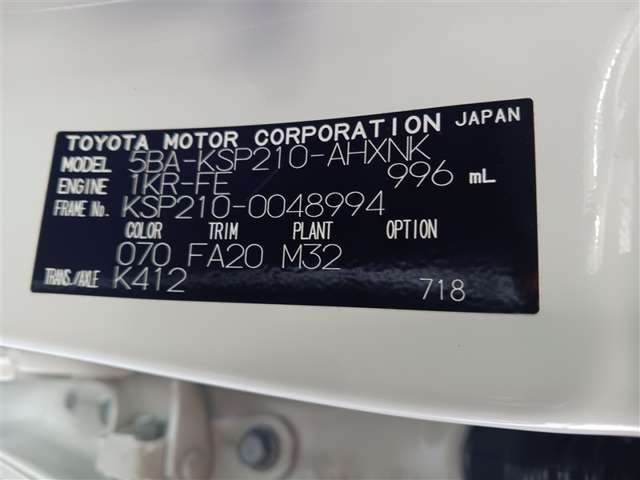 TOYOTA MOTOR CORPORATION JAPAN
MODEL 5BA-KSP210-AHXNK
ENGINE 1KR-FE 996 mL
FRAME No. KSP210-0048994
COLOR TRIM PLANT OPTION
070 FA20 M32
TRANS./AXLE K412
718